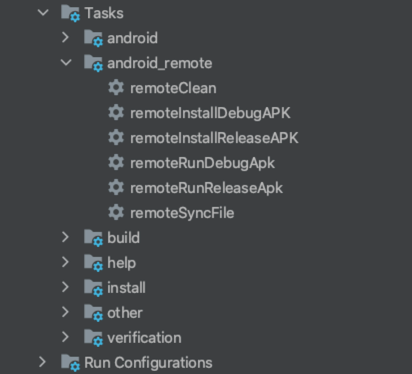 Tasks
android
android_remote
remoteClean
remoteInstallDebugAPK
remoteInstallReleaseAPK
remoteRunDebugApk
remoteRunReleaseApk
remoteSyncFile
build
help
install
other
verification
Run Configurations